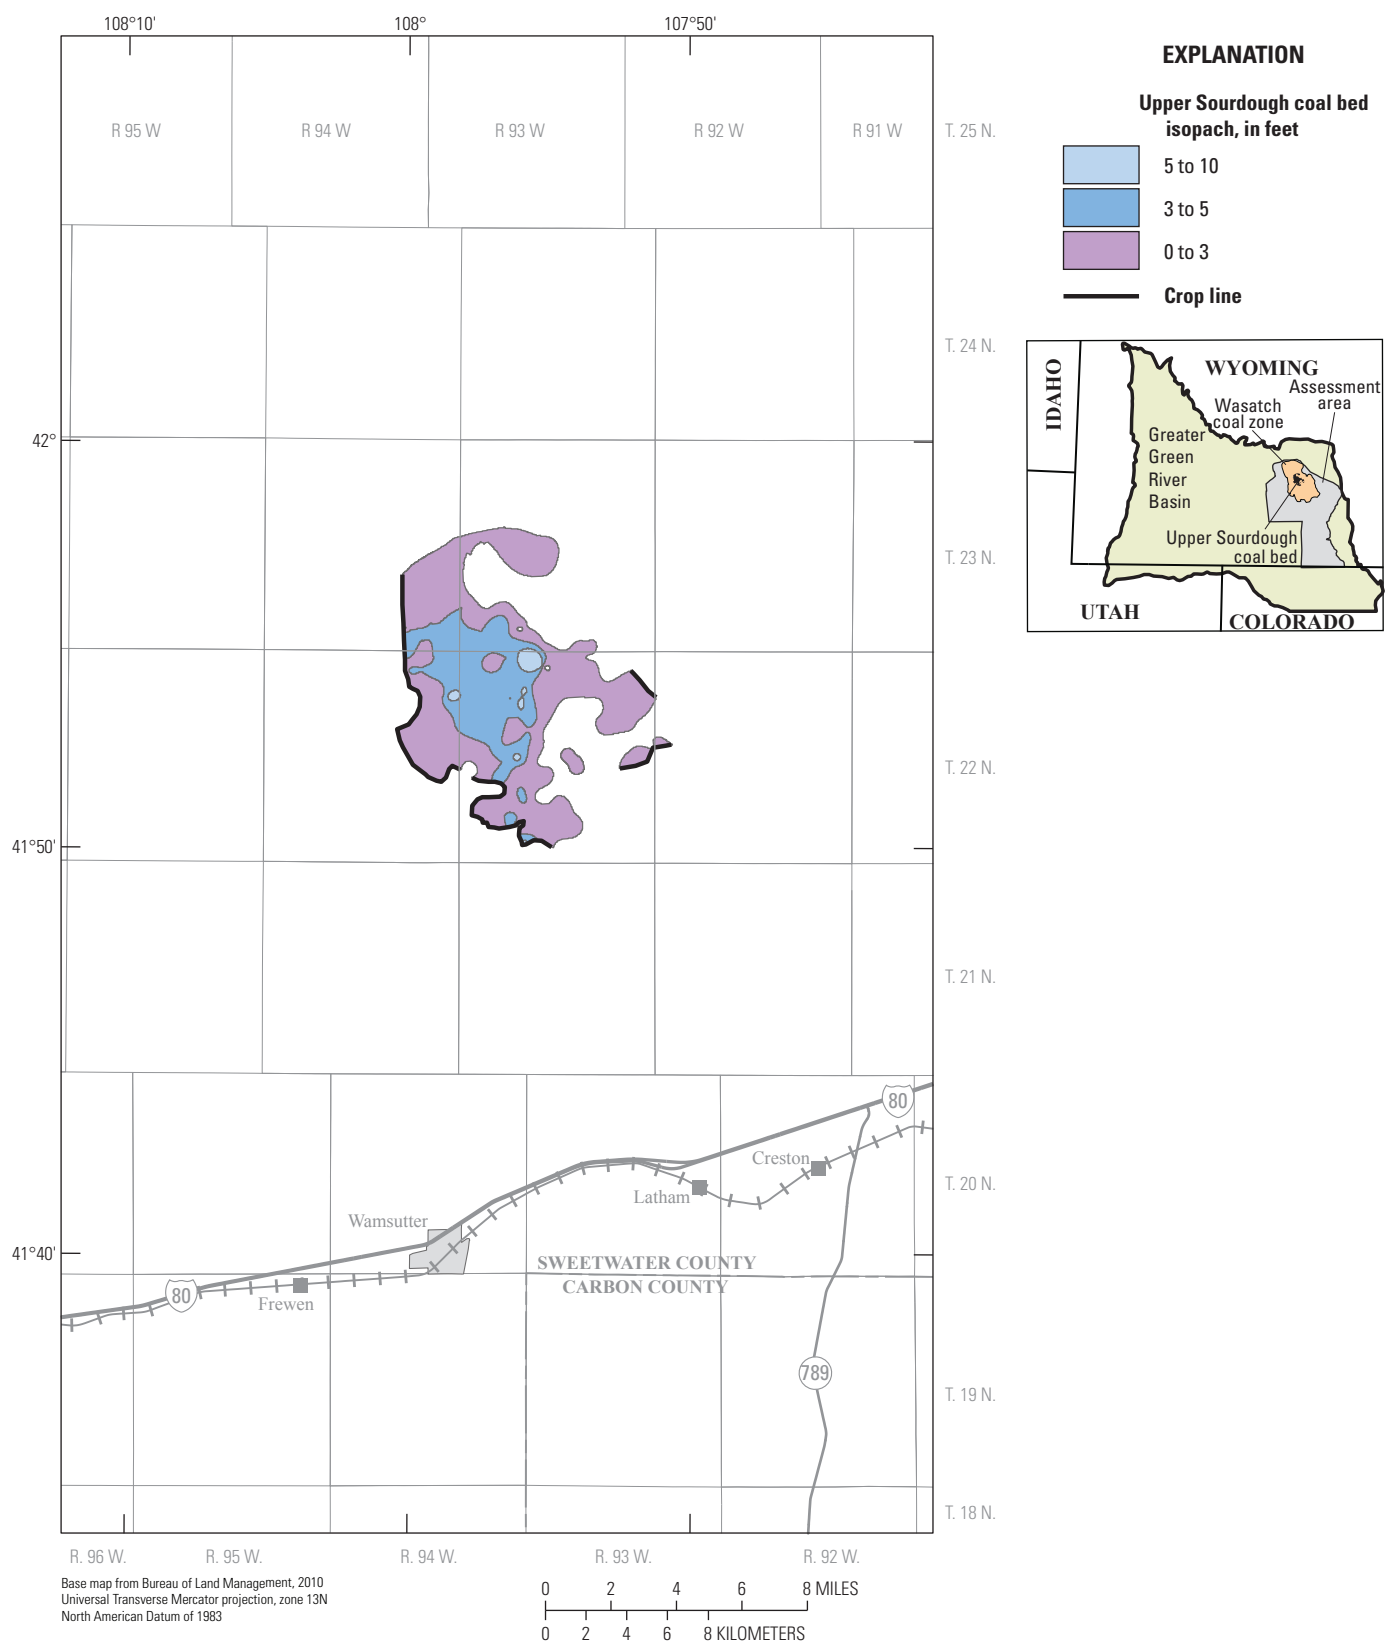 108°10'
108°
107°50'
R 95 W
R 94 W
R 93 W
R 92 W
R 91 W
T. 25 N.
T. 24 N.
42°
T. 23 N.
T. 22 N.
41°50'
T. 21 N.
80
Creston
Latham
T. 20 N.
Wamsutter
41°40'
SWEETWATER COUNTY
CARBON COUNTY
80
Frewen
789
T. 19 N.
T. 18 N.
R. 96 W.
R. 95 W.
R. 94 W.
R. 93 W.
R. 92 W.
Base map from Bureau of Land Management, 2010
Universal Transverse Mercator projection, zone 13N
North American Datum of 1983
0 2 4 6 8 MILES
0 2 4 6 8 KILOMETERS
EXPLANATION
Upper Sourdough coal bed
isopach, in feet
5 to 10
3 to 5
0 to 3
Crop line
IDAHO
WYOMING
Assessment
area
Wasatch
coal zone
Greater
Green
River
Basin
Upper Sourdough
coal bed
UTAH
COLORADO